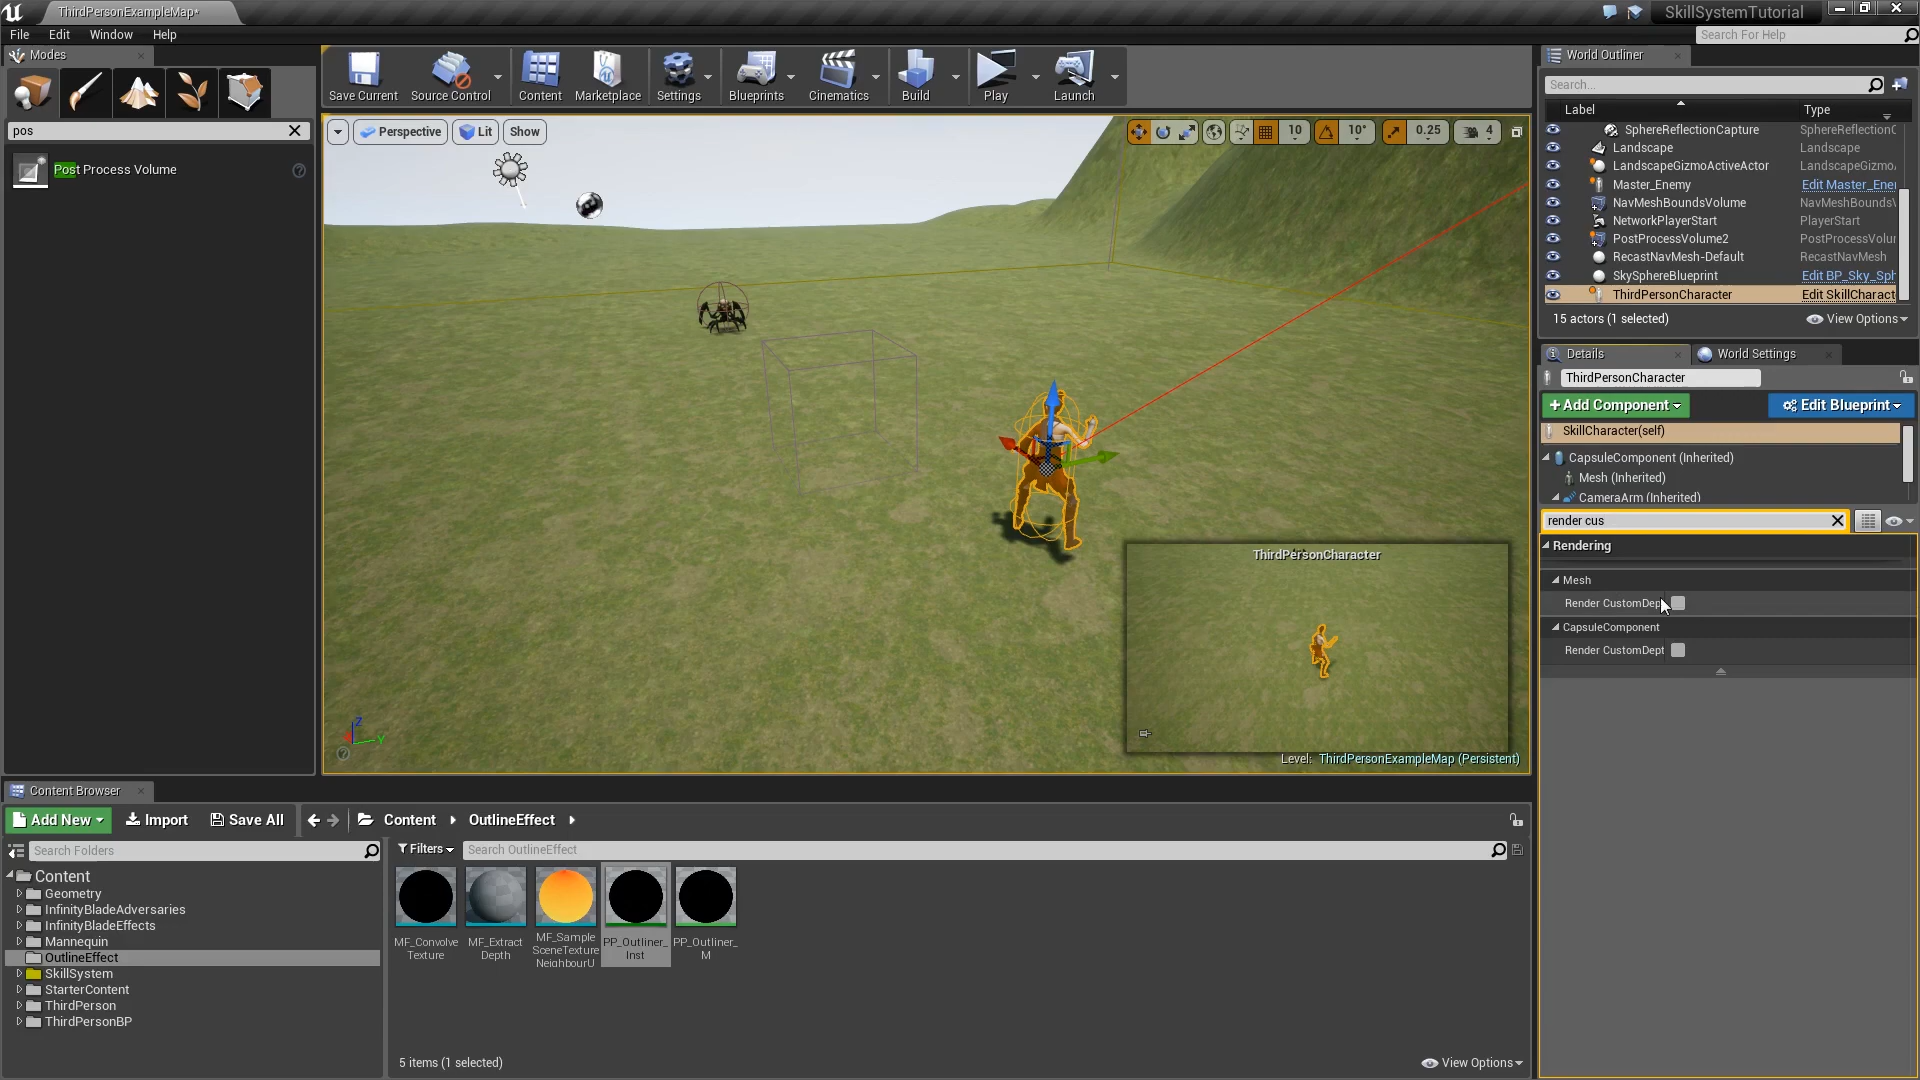 ThirdPersonExampleMap*
SkillSystemTutorial
File Edit Window Help
Search For Help
Modes
pos
Post Process Volume
Save Current
Source Control
Content
Marketplace
Settings
Blueprints
Cinematics
Build
Play
Launch
Perspective
Lit
Show
10
10°
0.25
4
ThirdPersonCharacter
Level: ThirdPersonExampleMap (Persistent)
Z
Y
World Outliner
Search...
Label Type
SphereReflectionCapture SphereReflectionC
Landscape Landscape
LandscapeGizmoActiveActor LandscapeGizmo
Master_Enemy Edit Master_Ene
NavMeshBoundsVolume NavMeshBounds
NetworkPlayerStart PlayerStart
PostProcessVolume2 PostProcessVolu
RecastNavMesh-Default RecastNavMesh
SkySphereBlueprint Edit BP_Sky_Sph
ThirdPersonCharacter Edit SkillCharact
15 actors (1 selected)
View Options
Details
World Settings
ThirdPersonCharacter
+Add Component
Edit Blueprint
SkillCharacter(self)
CapsuleComponent (Inherited)
Mesh (Inherited)
CameraArm (Inherited)
render cus
Rendering
Mesh
Render CustomDep
CapsuleComponent
Render CustomDept
Content Browser
Add New
Import
Save All
Content
OutlineEffect
Search Folders
Filters
Search OutlineEffect
Content
Geometry
InfinityBladeAdversaries
InfinityBladeEffects
Mannequin
OutlineEffect
SkillSystem
StarterContent
ThirdPerson
ThirdPersonBP
MF_Convolve
Texture
MF_Extract
Depth
MF_Sample
SceneTexture
NeighbourU
PP_Outliner_
Inst
PP_Outliner_
M
5 items (1 selected)
View Options